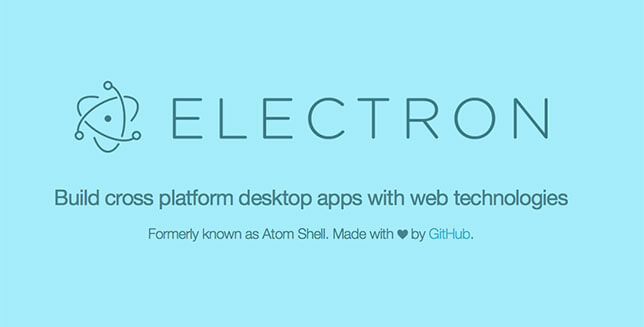 ELECTRON
Build cross platform desktop apps with web technologies
Formerly known as Atom Shell. Made with ♥ by GitHub.